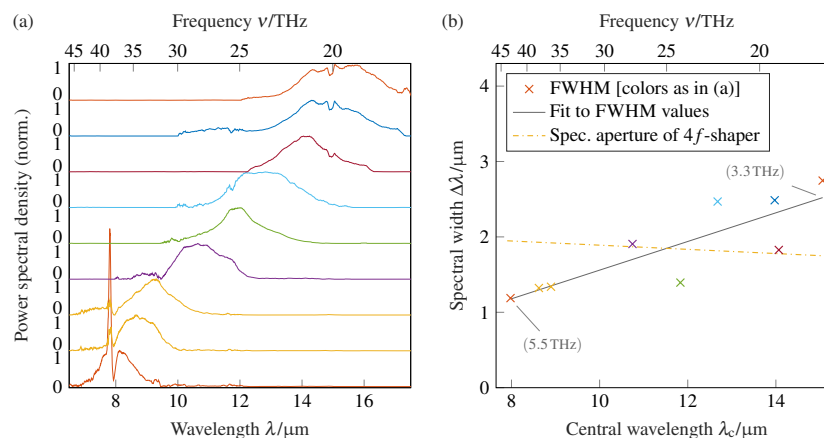 (a)
Frequency ν/THz
45 40 35 30 25 20
Power spectral density (norm.)
1
0
1
0
1
0
1
0
1
0
1
0
1
0
1
0
1
0
8 10 12 14 16
Wavelength λ/μm
(b)
Frequency ν/THz
45 40 35 30 25 20
Spectral width Δλ/μm
4
3
2
1
0
FWHM [colors as in (a)]
Fit to FWHM values
Spec. aperture of 4f-shaper
(3.3 THz)
(5.5 THz)
8 10 12 14
Central wavelength λc/μm